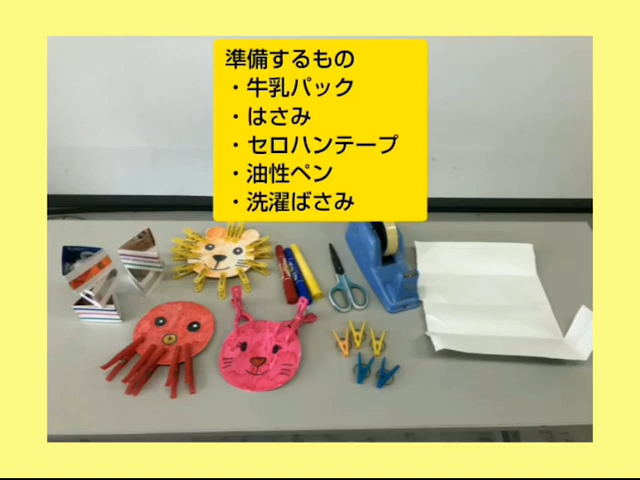 準備するもの
・牛乳パック
・はさみ
・セロハンテープ
・油性ペン
・洗濯ばさみ